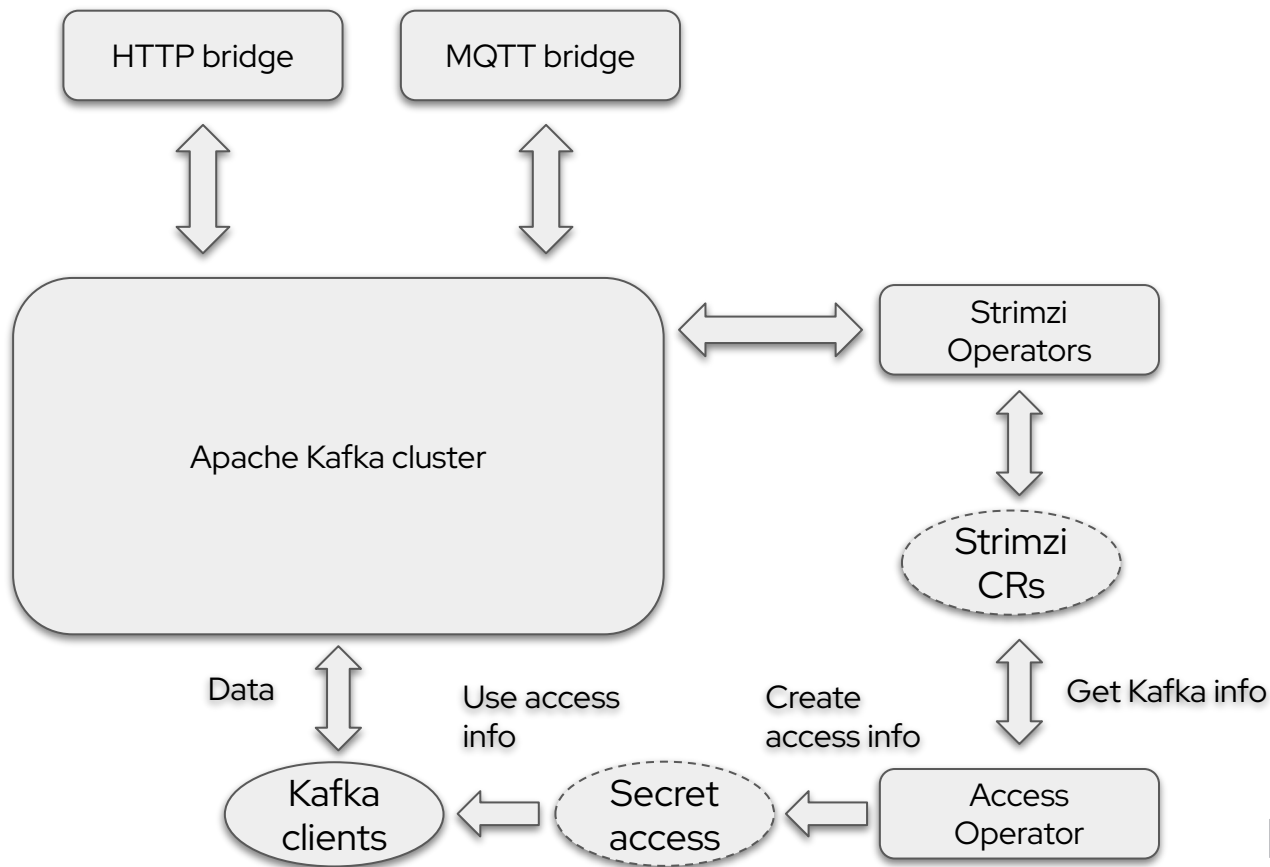 HTTP bridge
MQTT bridge
Strimzi
Operators
Apache Kafka cluster
Strimzi
CRs
Data
Use access
info
Create
access info
Get Kafka info
Kafka
clients
Secret
access
Access
Operator